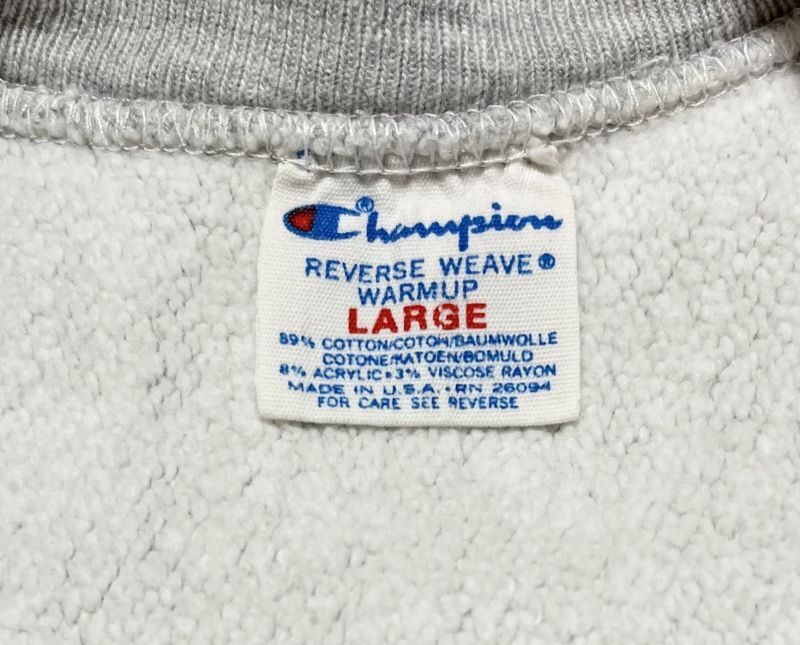 Champion®
REVERSE WEAVE®
WARMUP
LARGE
89% COTTON/COTON/BAUMWOLLE
COTONE/KATOEN/BOMULD
8% ACRYLIC•3% VISCOSE RAYON
MADE IN U.S.A.•RN 26094
FOR CARE SEE REVERSE